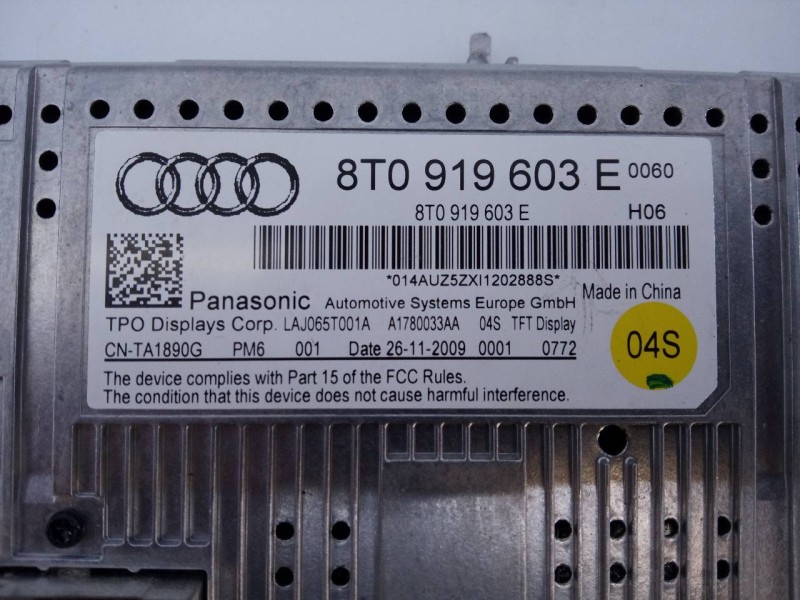 8T0 919 603 E 0060
8T0 919 603 E H06
*014AUZ5ZXI1202888S*
Panasonic Automotive Systems Europe GmbH Made in China
TPO Displays Corp. LAJ065T001A A1780033AA 04S TFT Display
CN-TA1890G PM6 001 Date 26-11-2009 0001 0772
04S
The device complies with Part 15 of the FCC Rules.
The condition that this device does not cause harmful interference.